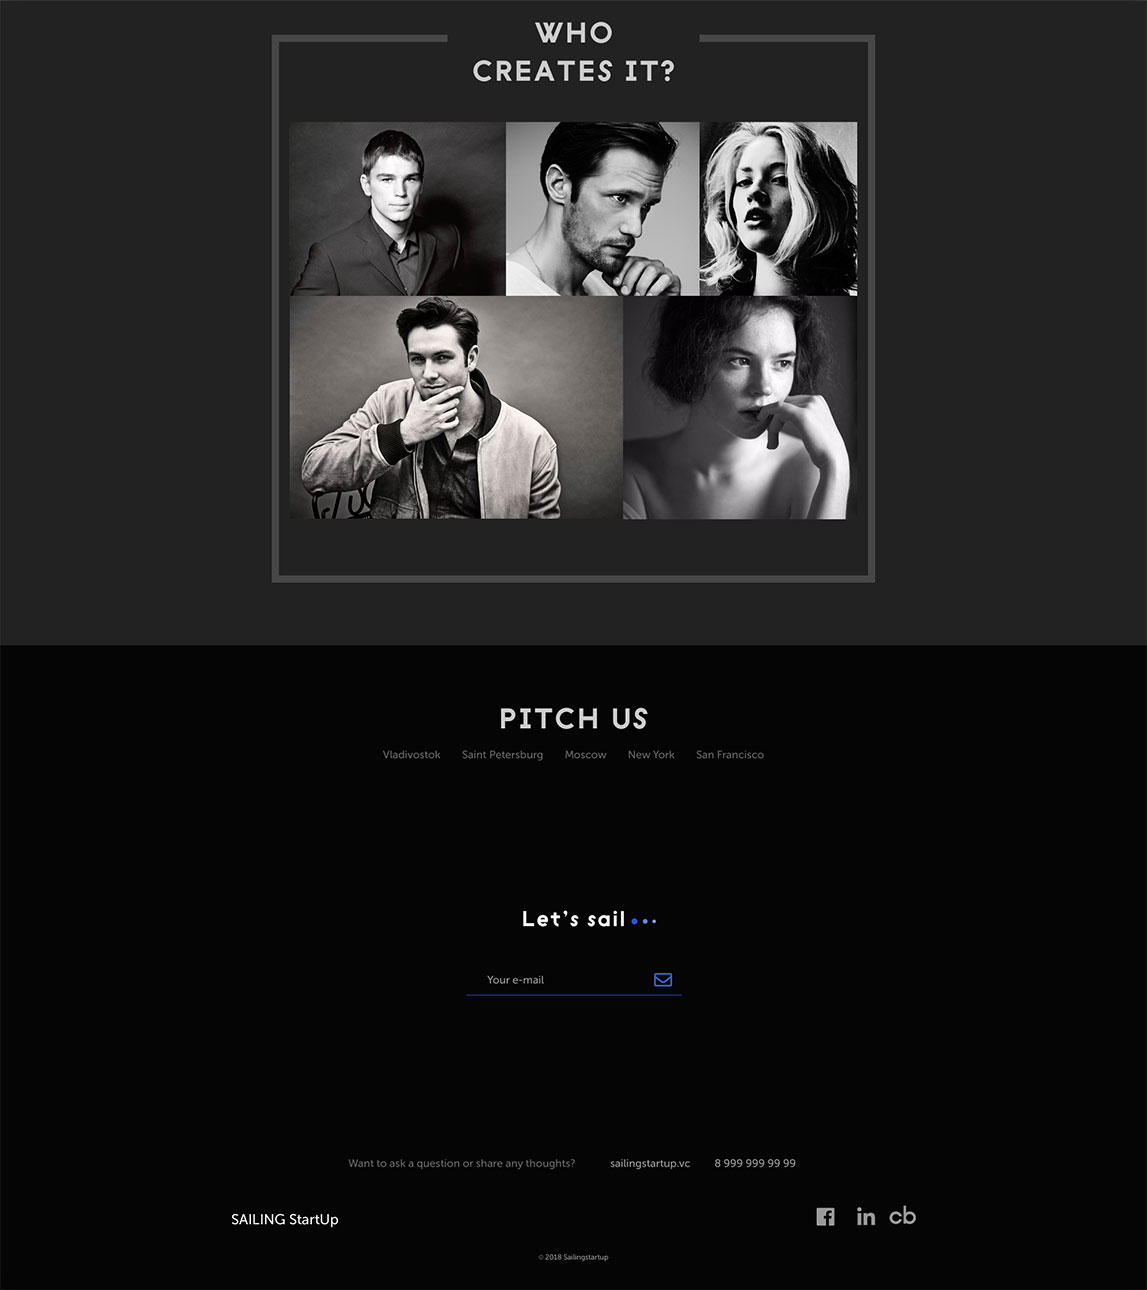 WHO
CREATES IT?
PITCH US
Vladivostok Saint Petersburg Moscow New York San Francisco
Let's sail
Your e-mail
Want to ask a question or share any thoughts? sailingstartup.vc 8 999 999 99 99
SAILING StartUp
in cb
© 2018 Sailingstartup